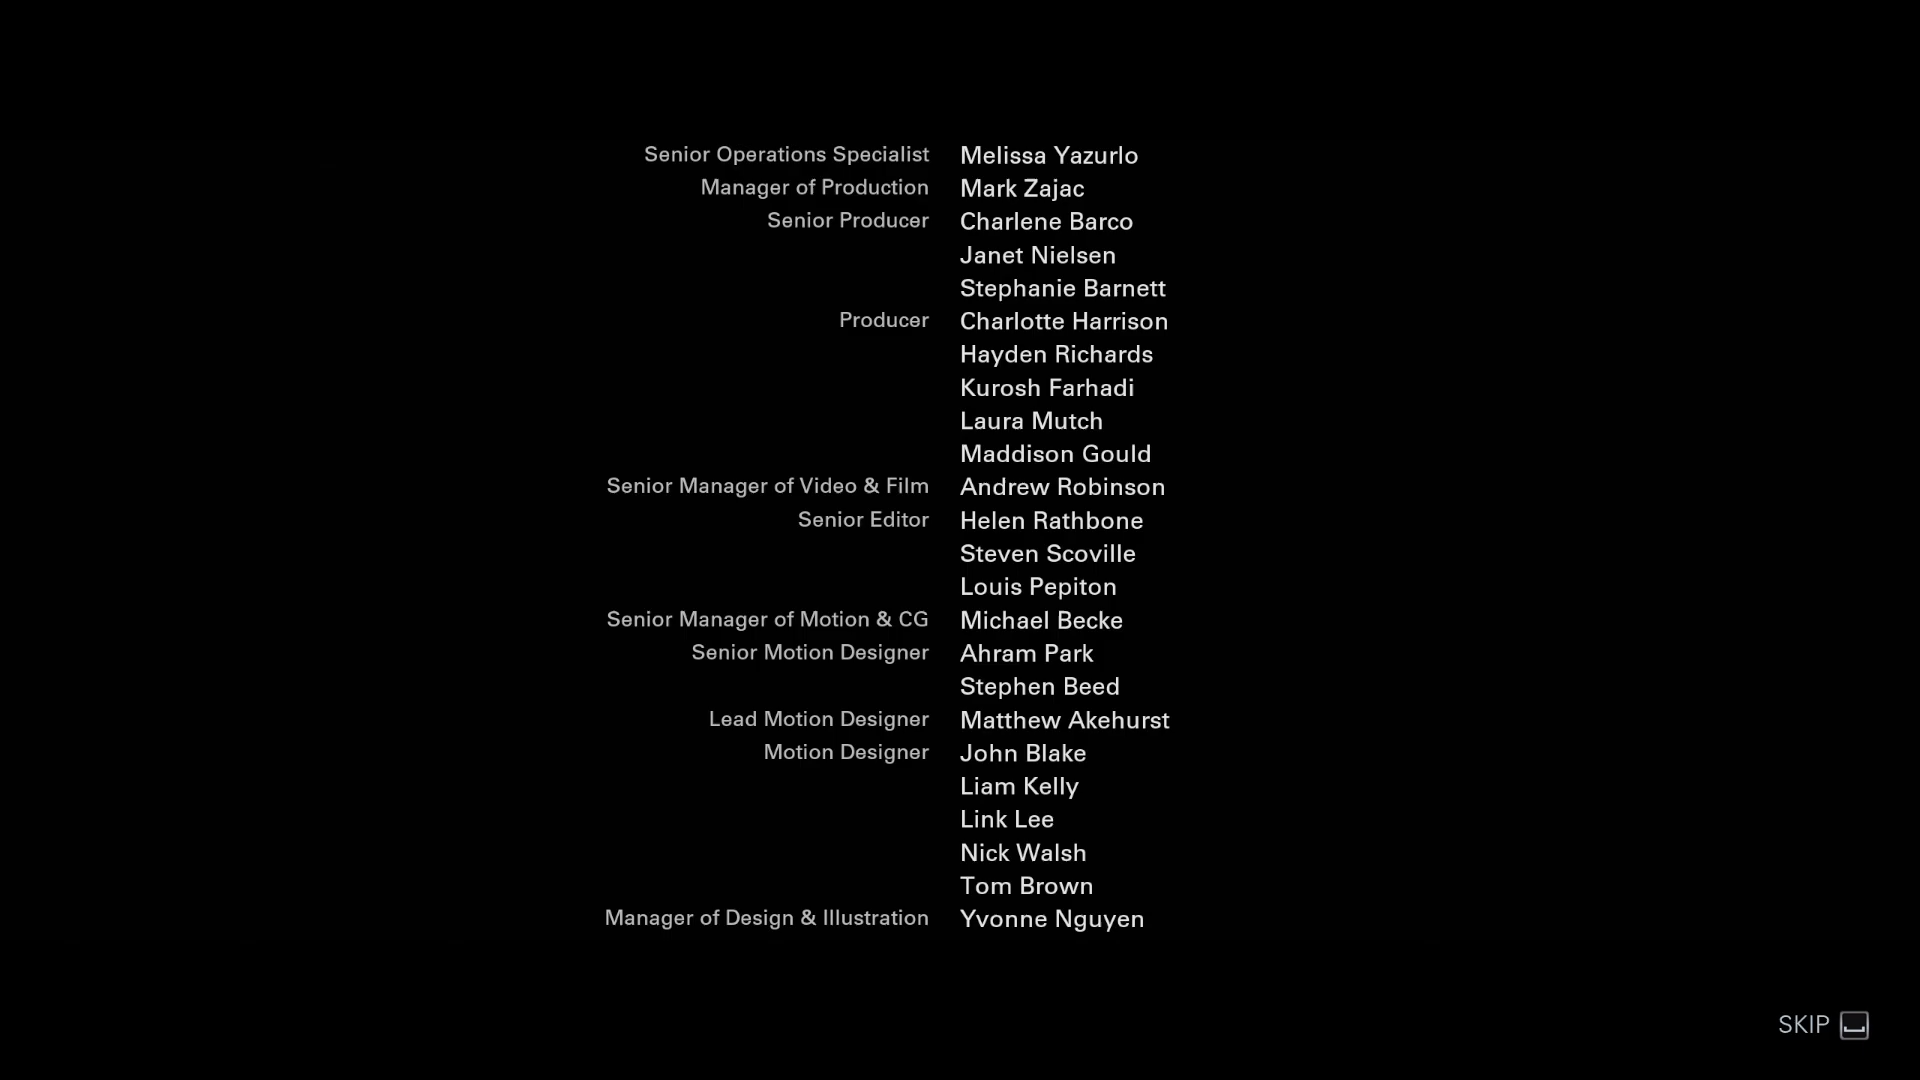 Senior Operations Specialist Melissa Yazurlo
Manager of Production Mark Zajac
Senior Producer Charlene Barco
Janet Nielsen
Stephanie Barnett
Producer Charlotte Harrison
Hayden Richards
Kurosh Farhadi
Laura Mutch
Maddison Gould
Senior Manager of Video & Film Andrew Robinson
Senior Editor Helen Rathbone
Steven Scoville
Louis Pepiton
Senior Manager of Motion & CG Michael Becke
Senior Motion Designer Ahram Park
Stephen Beed
Lead Motion Designer Matthew Akehurst
Motion Designer John Blake
Liam Kelly
Link Lee
Nick Walsh
Tom Brown
Manager of Design & Illustration Yvonne Nguyen
SKIP